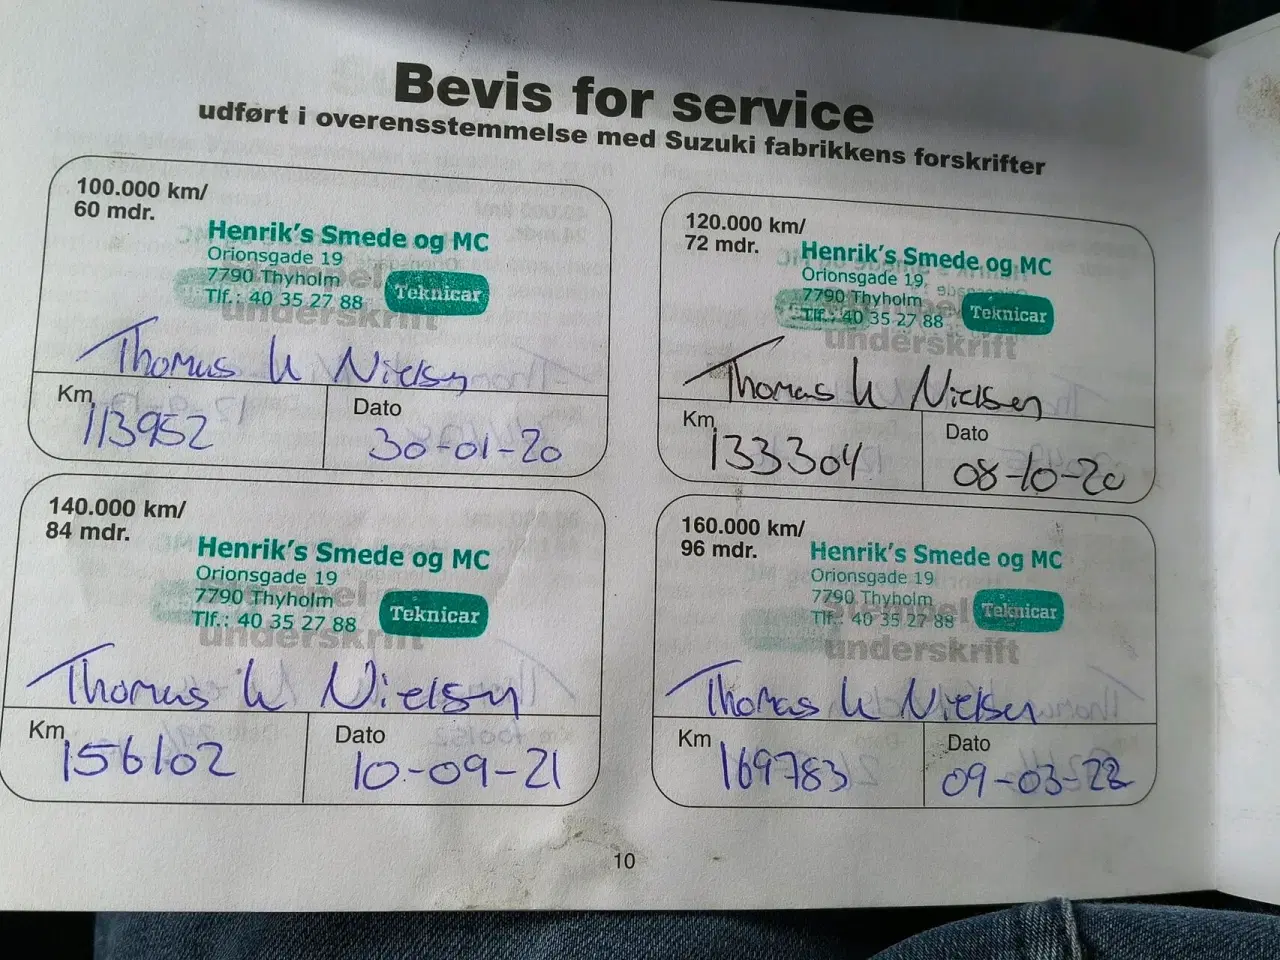 Bevis for service
udført i overensstemmelse med Suzuki fabrikkens forskrifter
100.000 km/
60 mdr.
Henrik's Smede og MC
Orionsgade 19
7790 Thyholm
Tlf.: 40 35 27 88
Teknicar
Stempel
underskrift
Thomas U Nielsen
Km
113952
Dato
30-01-20
120.000 km/
72 mdr.
Henrik's Smede og MC
Orionsgade 19
7790 Thyholm
Tlf.: 40 35 27 88
Teknicar
underskrift
Thomas U Nielsen
Km
133304
Dato
08-10-20
140.000 km/
84 mdr.
Henrik's Smede og MC
Orionsgade 19
7790 Thyholm
Tlf.: 40 35 27 88
Teknicar
Stempel
underskrift
Thomas U Nielsen
Km
156102
Dato
10-09-21
160.000 km/
96 mdr.
Henrik's Smede og MC
Orionsgade 19
7790 Thyholm
Tlf.: 40 35 27 88
Teknicar
Stempel
underskrift
Thomas U Nielsen
Km
169783
Dato
09-03-22
10